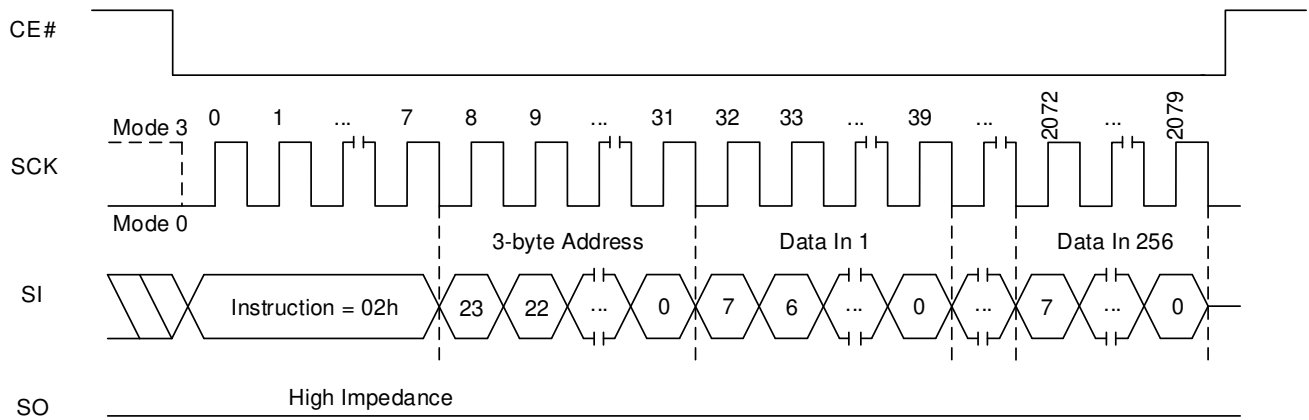 CE#
0 1 ... 7 8 9 ... 31 32 33 ... 39 ... 2072 ... 2079
Mode 3
SCK
Mode 0
3-byte Address Data In 1 Data In 256
SI Instruction = 02h 23 22 ... 0 7 6 ... 0 ... 7 ... 0
High Impedance
SO